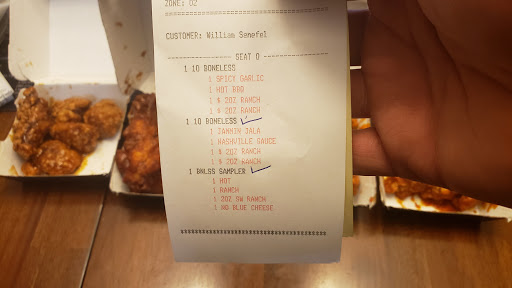 ZONE: 02
CUSTOMER: William Semefel
SEAT 0
1 10 BONELESS
1 SPICY GARLIC
1 HOT BBQ
1 $ 2OZ RANCH
1 $ 2OZ RANCH
1 10 BONELESS
1 JAMMIN JALA
1 NASHVILLE SAUCE
1 $ 2OZ RANCH
1 $ 2OZ RANCH
1 BNLSS SAMPLER
1 HOT
1 RANCH
1 2OZ SW RANCH
1 NO BLUE CHEESE